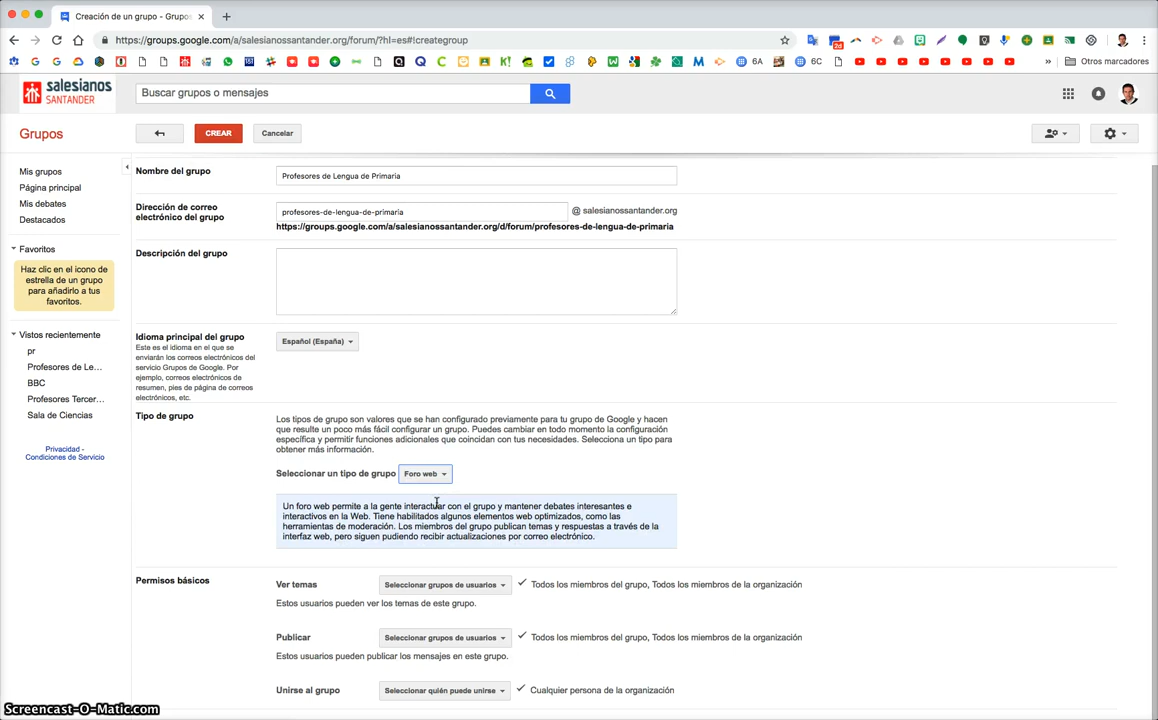 Creación de un grupo - Grupos
https://groups.google.com/a/salesianossantander.org/forum/?hl=es#!creategroup
2d
6A
6C
Otros marcadores
salesianos
SANTANDER
Buscar grupos o mensajes
Grupos
CREAR
Cancelar
Mis grupos
Página principal
Mis debates
Destacados
Favoritos
Haz clic en el icono de
estrella de un grupo
para añadirlo a tus
favoritos.
Vistos recientemente
pr
Profesores de Le...
BBC
Profesores Tercer...
Sala de Ciencias
Privacidad -
Condiciones de Servicio
Nombre del grupo
Profesores de Lengua de Primaria
Dirección de correo
electrónico del grupo
profesores-de-lengua-de-primaria
@ salesianossantander.org
https://groups.google.com/a/salesianossantander.org/d/forum/profesores-de-lengua-de-primaria
Descripción del grupo
Idioma principal del grupo
Este es el idioma en el que se
enviarán los correos electrónicos del
servicio Grupos de Google. Por
ejemplo, correos electrónicos de
resumen, pies de página de correos
electrónicos, etc.
Español (España)
Tipo de grupo
Los tipos de grupo son valores que se han configurado previamente para tu grupo de Google y hacen
que resulte un poco más fácil configurar un grupo. Puedes cambiar en todo momento la configuración
específica y permitir funciones adicionales que coincidan con tus necesidades. Selecciona un tipo para
obtener más información.
Seleccionar un tipo de grupo
Foro web
Un foro web permite a la gente interactuar con el grupo y mantener debates interesantes e
interactivos en la Web. Tiene habilitados algunos elementos web optimizados, como las
herramientas de moderación. Los miembros del grupo publican temas y respuestas a través de la
interfaz web, pero siguen pudiendo recibir actualizaciones por correo electrónico.
Permisos básicos
Ver temas
Seleccionar grupos de usuarios
Todos los miembros del grupo, Todos los miembros de la organización
Estos usuarios pueden ver los temas de este grupo.
Publicar
Seleccionar grupos de usuarios
Todos los miembros del grupo, Todos los miembros de la organización
Estos usuarios pueden publicar los mensajes en este grupo.
Unirse al grupo
Seleccionar quién puede unirse
Cualquier persona de la organización
Screencast-O-Matic.com